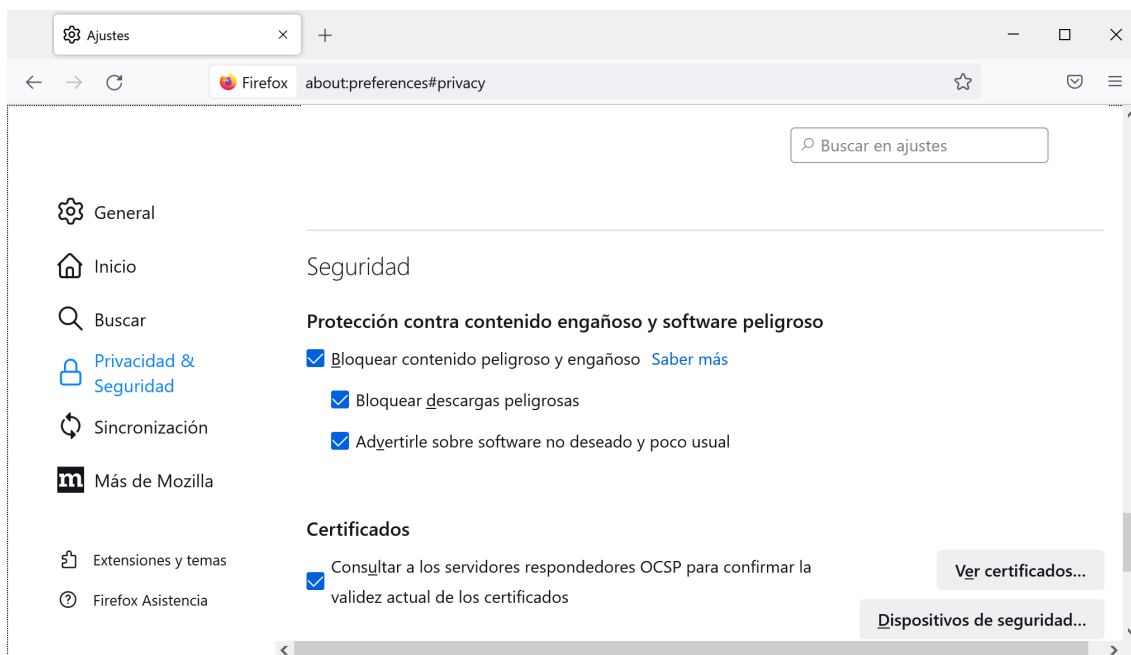 Ajustes
Firefox about:preferences#privacy
Buscar en ajustes
General
Inicio
Buscar
Privacidad &
Seguridad
Sincronización
Más de Mozilla
Extensiones y temas
Firefox Asistencia
Seguridad
Protección contra contenido engañoso y software peligroso
Bloquear contenido peligroso y engañoso Saber más
Bloquear descargas peligrosas
Advertirle sobre software no deseado y poco usual
Certificados
Consultar a los servidores respondedores OCSP para confirmar la
validez actual de los certificados
Ver certificados...
Dispositivos de seguridad...